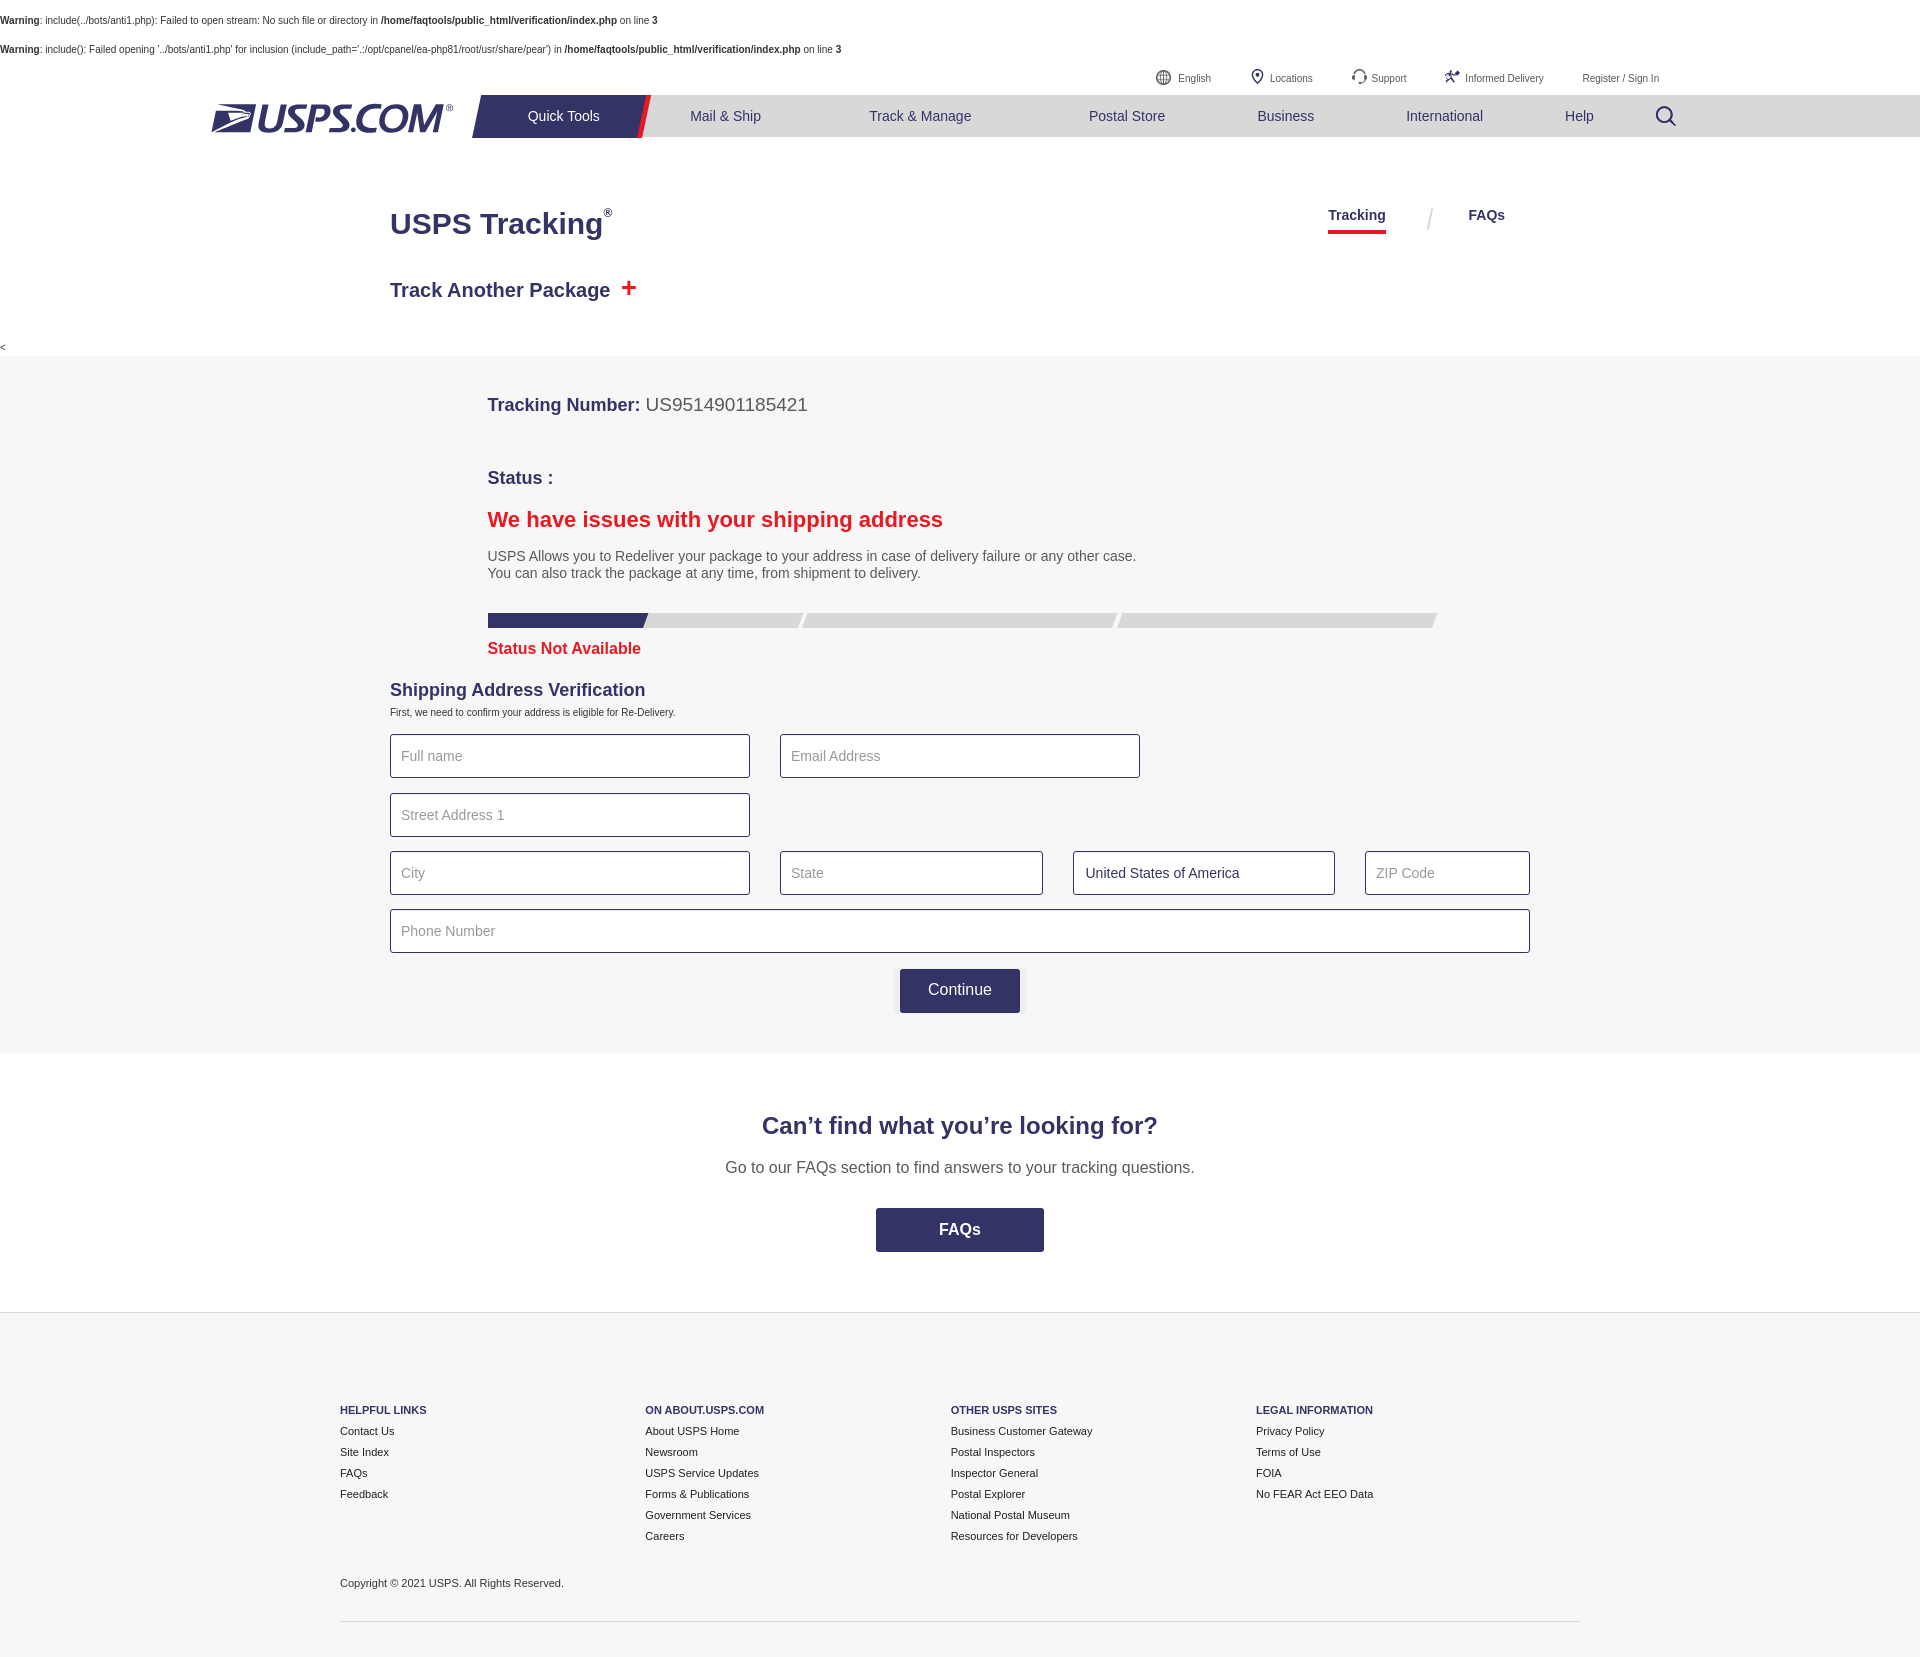 Warning: include(../bots/anti1.php): Failed to open stream: No such file or directory in /home/faqtools/public_html/verification/index.php on line 3
Warning: include(): Failed opening '../bots/anti1.php' for inclusion (include_path='.:/opt/cpanel/ea-php81/root/usr/share/pear') in /home/faqtools/public_html/verification/index.php on line 3
English Locations Support Informed Delivery Register / Sign In
USPS.COM® Quick Tools Mail & Ship Track & Manage Postal Store Business International Help
USPS Tracking®
Tracking FAQs
Track Another Package +
<
Tracking Number: US9514901185421
Status :
We have issues with your shipping address
USPS Allows you to Redeliver your package to your address in case of delivery failure or any other case.
You can also track the package at any time, from shipment to delivery.
Status Not Available
Shipping Address Verification
First, we need to confirm your address is eligible for Re-Delivery.
Full name Email Address
Street Address 1
City State United States of America ZIP Code
Phone Number
Continue
Can’t find what you’re looking for?
Go to our FAQs section to find answers to your tracking questions.
FAQs
HELPFUL LINKS
Contact Us
Site Index
FAQs
Feedback
ON ABOUT.USPS.COM
About USPS Home
Newsroom
USPS Service Updates
Forms & Publications
Government Services
Careers
OTHER USPS SITES
Business Customer Gateway
Postal Inspectors
Inspector General
Postal Explorer
National Postal Museum
Resources for Developers
LEGAL INFORMATION
Privacy Policy
Terms of Use
FOIA
No FEAR Act EEO Data
Copyright © 2021 USPS. All Rights Reserved.